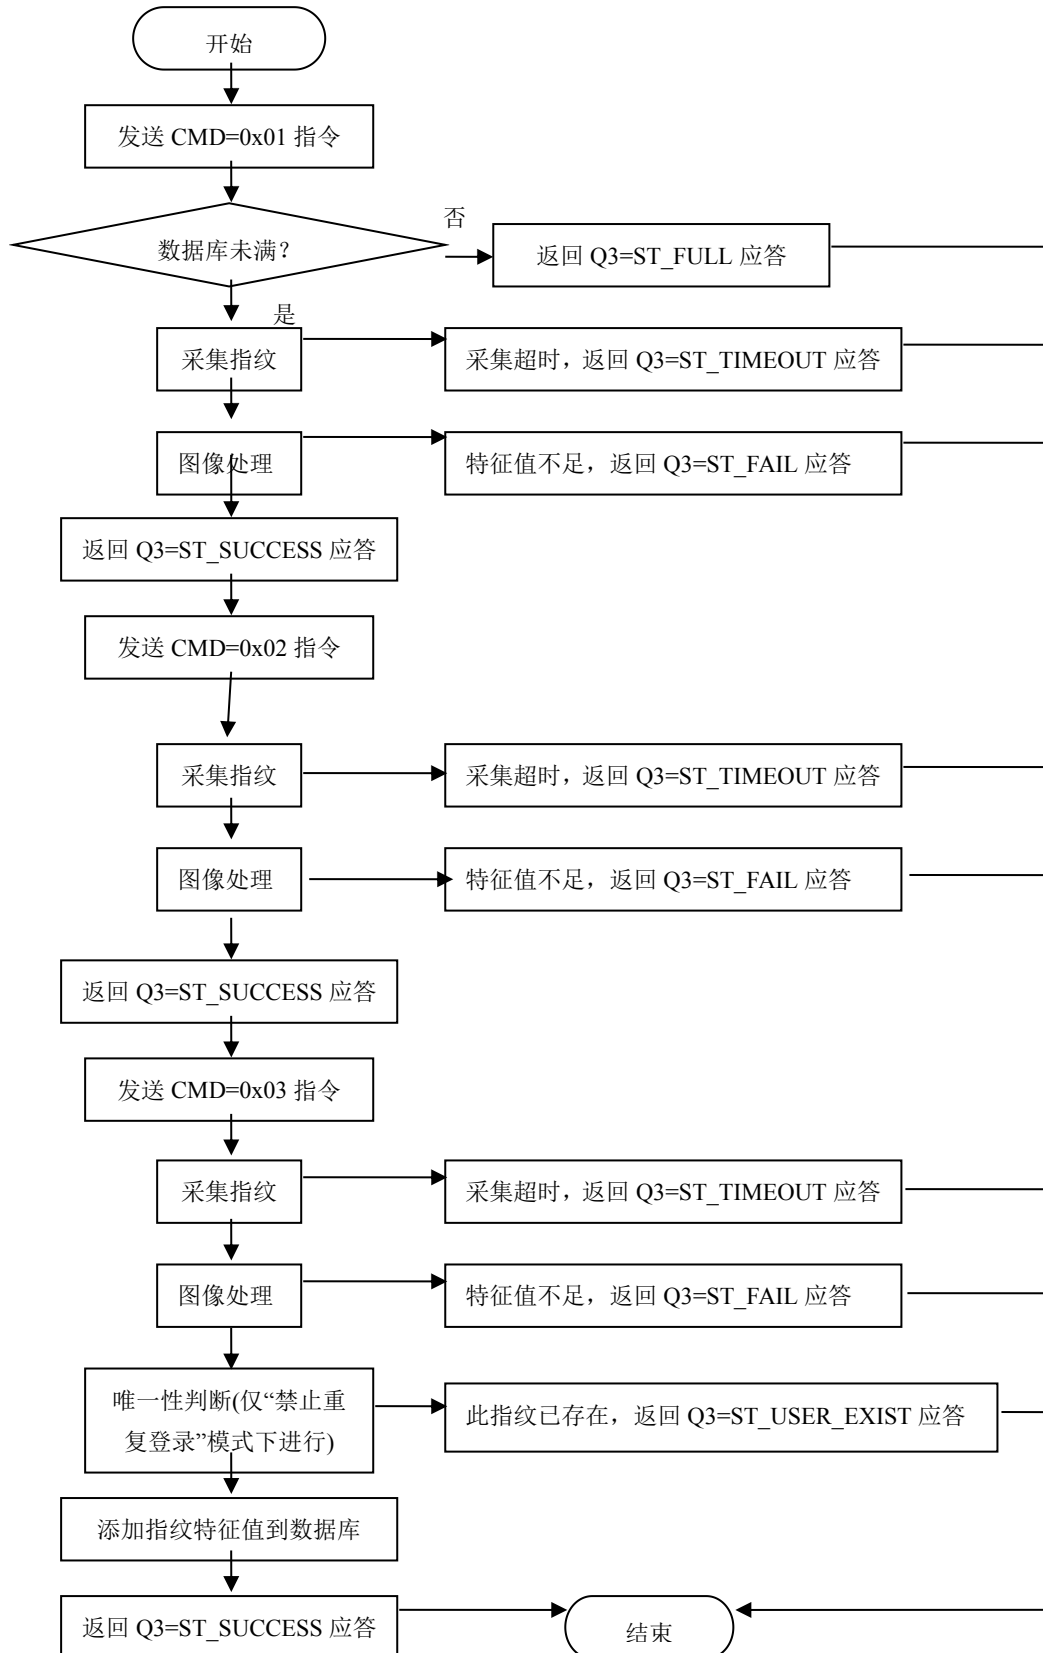 开始
发送 CMD=0x01 指令
否
数据库未满？
返回 Q3=ST_FULL 应答
是
采集指纹
采集超时，返回 Q3=ST_TIMEOUT 应答
图像处理
特征值不足，返回 Q3=ST_FAIL 应答
返回 Q3=ST_SUCCESS 应答
发送 CMD=0x02 指令
采集指纹
采集超时，返回 Q3=ST_TIMEOUT 应答
图像处理
特征值不足，返回 Q3=ST_FAIL 应答
返回 Q3=ST_SUCCESS 应答
发送 CMD=0x03 指令
采集指纹
采集超时，返回 Q3=ST_TIMEOUT 应答
图像处理
特征值不足，返回 Q3=ST_FAIL 应答
唯一性判断(仅“禁止重
复登录”模式下进行)
此指纹已存在，返回 Q3=ST_USER_EXIST 应答
添加指纹特征值到数据库
返回 Q3=ST_SUCCESS 应答
结束